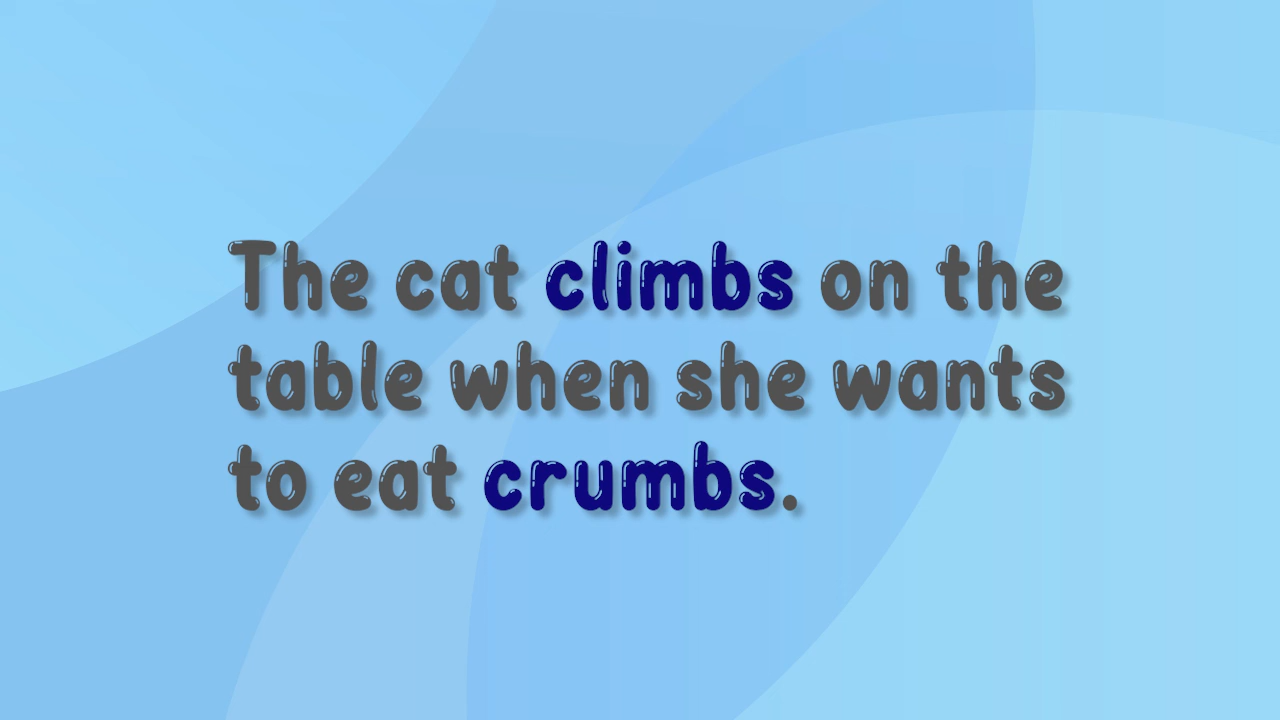 The cat climbs on the
table when she wants
to eat crumbs.